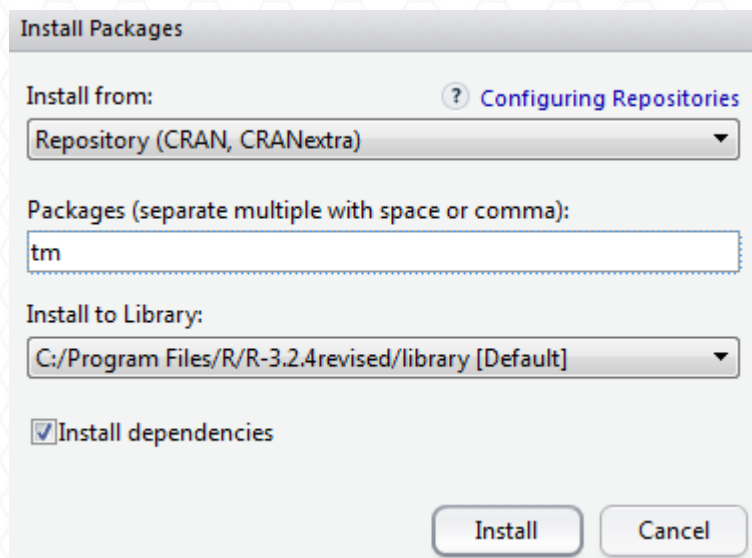 Install Packages
Install from:
? Configuring Repositories
Repository (CRAN, CRANextra)
Packages (separate multiple with space or comma):
tm
Install to Library:
C:/Program Files/R/R-3.2.4revised/library [Default]
Install dependencies
Install
Cancel